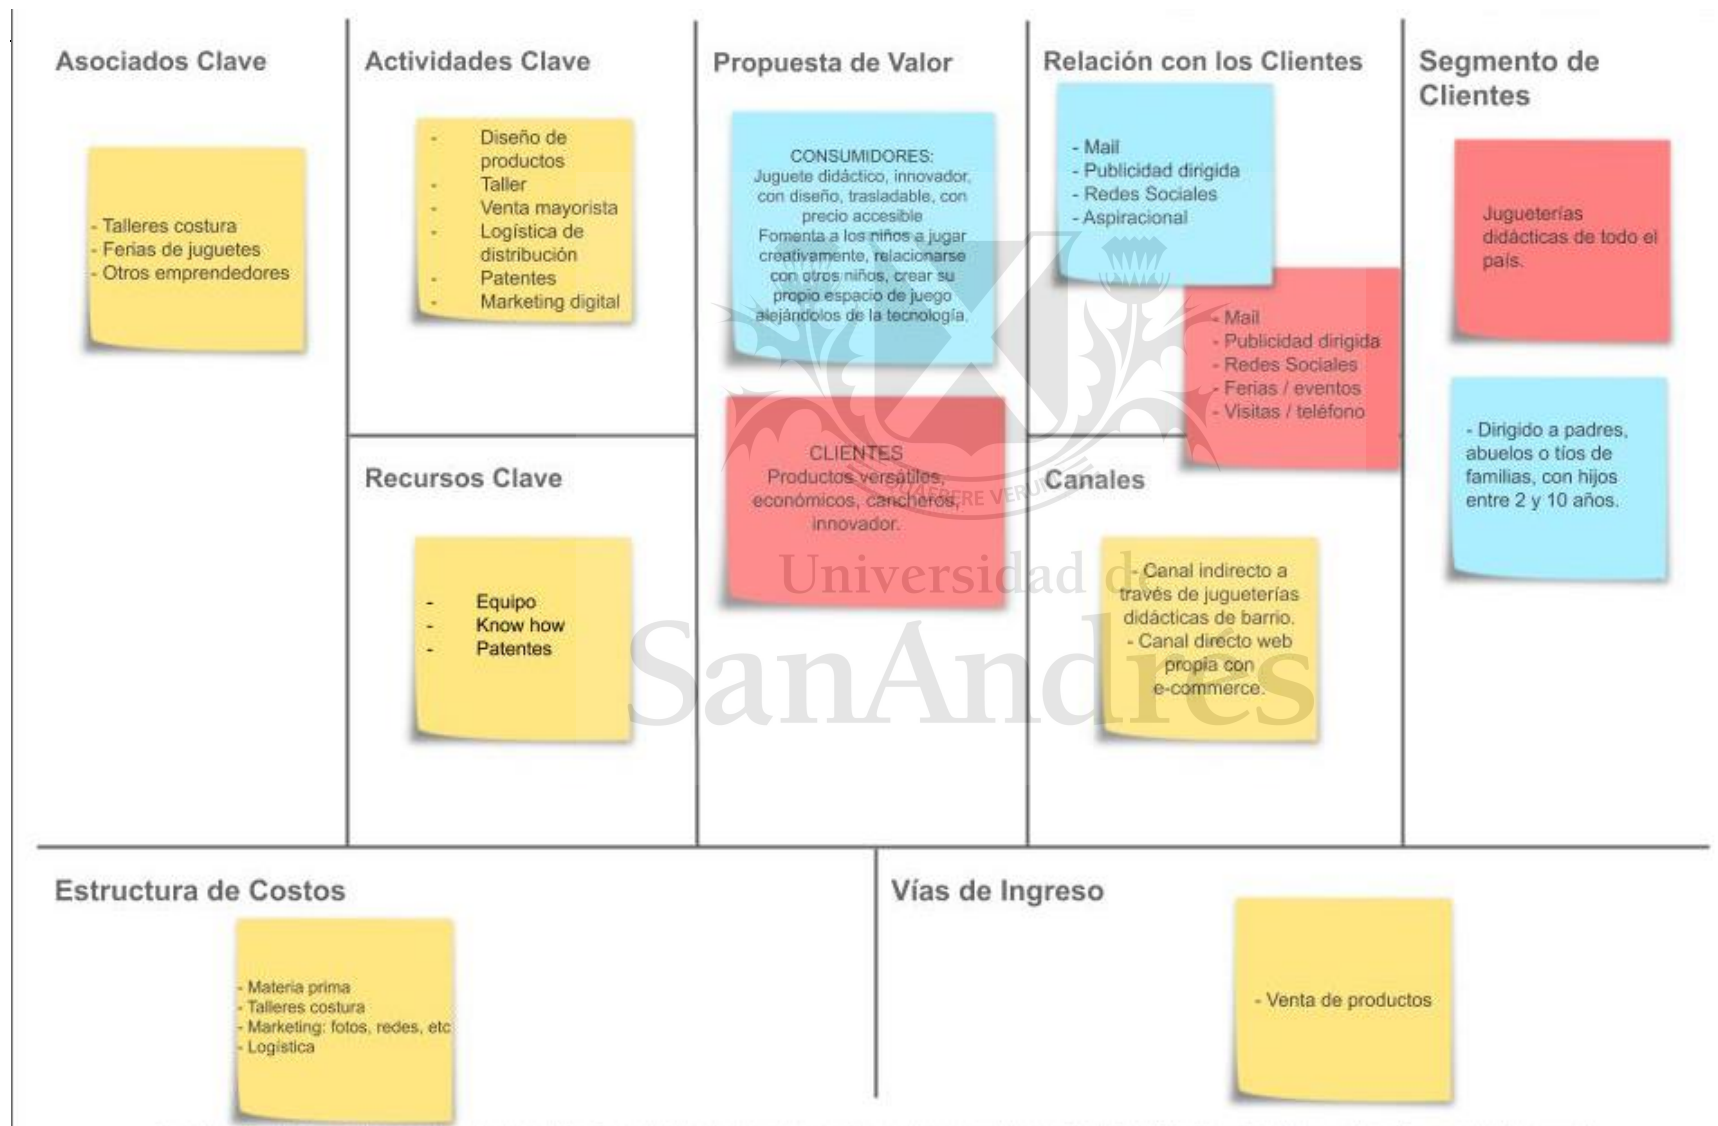 Asociados Clave
- Talleres costura
- Ferias de juguetes
- Otros emprendedores
Actividades Clave
- Diseño de
productos
- Taller
- Venta mayorista
- Logística de
distribución
- Patentes
- Marketing digital
Recursos Clave
- Equipo
- Know how
- Patentes
Propuesta de Valor
CONSUMIDORES:
Juguete didáctico, innovador,
con diseño, trasladable, con
precio accesible
Fomenta a los niños a jugar
creativamente, relacionarse
con otros niños, crear su
propio espacio de juego
alejándolos de la tecnología.
CLIENTES
Productos versátiles,
económicos, cancheros,
innovador.
Relación con los Clientes
- Mail
- Publicidad dirigida
- Redes Sociales
- Aspiracional
- Mail
- Publicidad dirigida
- Redes Sociales
- Ferias / eventos
- Visitas / teléfono
Canales
- Canal indirecto a
través de jugueterías
didácticas de barrio.
- Canal directo web
propia con
e-commerce.
Segmento de
Clientes
Jugueterías
didácticas de todo el
país.
- Dirigido a padres,
abuelos o tíos de
familias, con hijos
entre 2 y 10 años.
Estructura de Costos
- Materia prima
- Talleres costura
- Marketing: fotos, redes, etc
- Logística
Vías de Ingreso
- Venta de productos
QUAERERE VERUM
Universidad de
SanAndrés